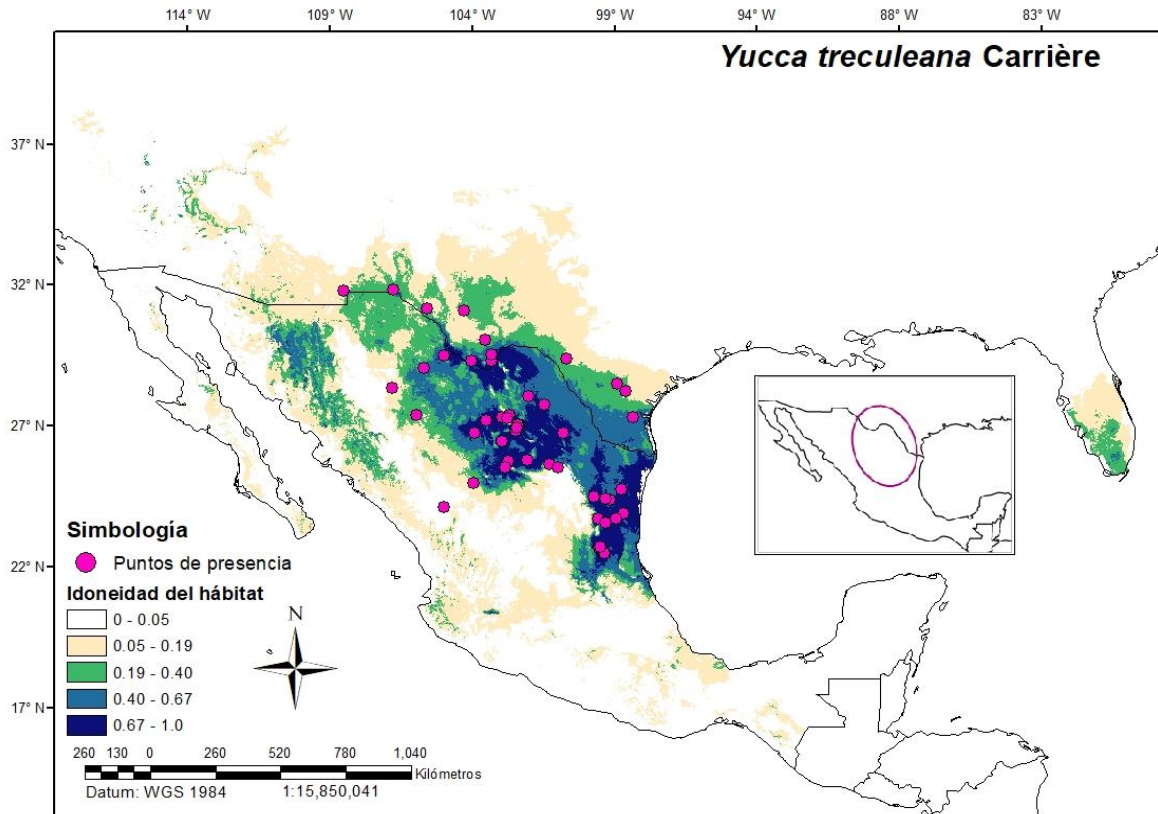 114° W 109° W 104° W 99° W 94° W 88° W 83° W
Yucca treculeana Carrière
37° N
32° N
27° N
22° N
17° N
Simbología
Puntos de presencia
Idoneidad del hábitat
0 - 0.05
0.05 - 0.19
0.19 - 0.40
0.40 - 0.67
0.67 - 1.0
N
260 130 0 260 520 780 1,040
Kilómetros
Datum: WGS 1984 1:15,850,041